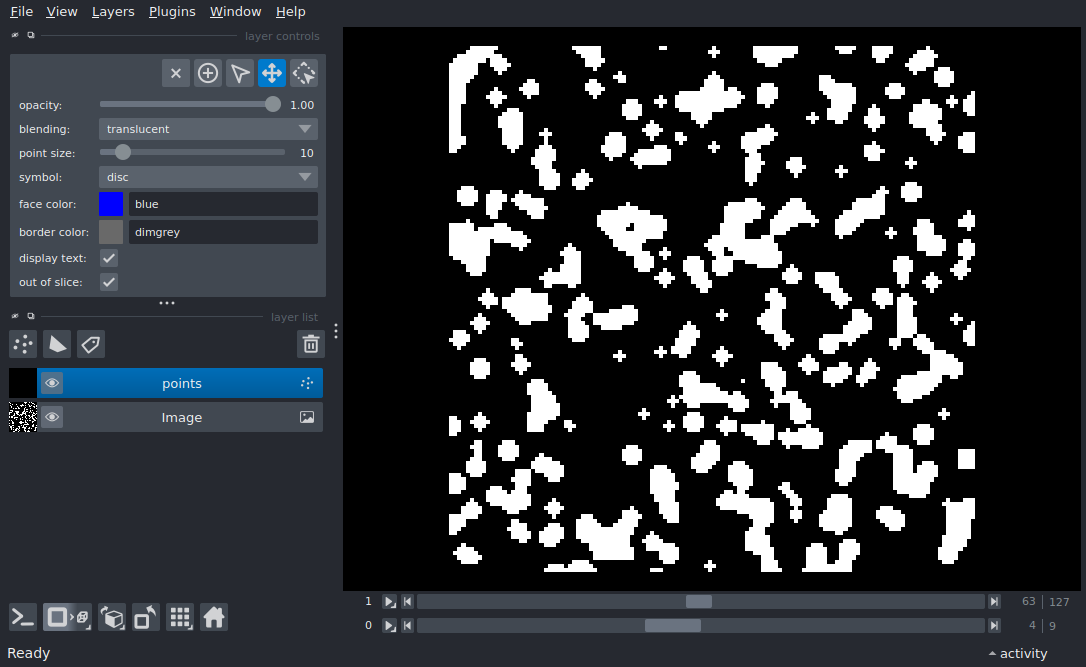 File View Layers Plugins Window Help
layer controls
opacity: 1.00
blending: translucent
point size: 10
symbol: disc
face color: blue
border color: dimgrey
display text:
out of slice:
layer list
points
Image
1 63 127
0 4 9
Ready activity